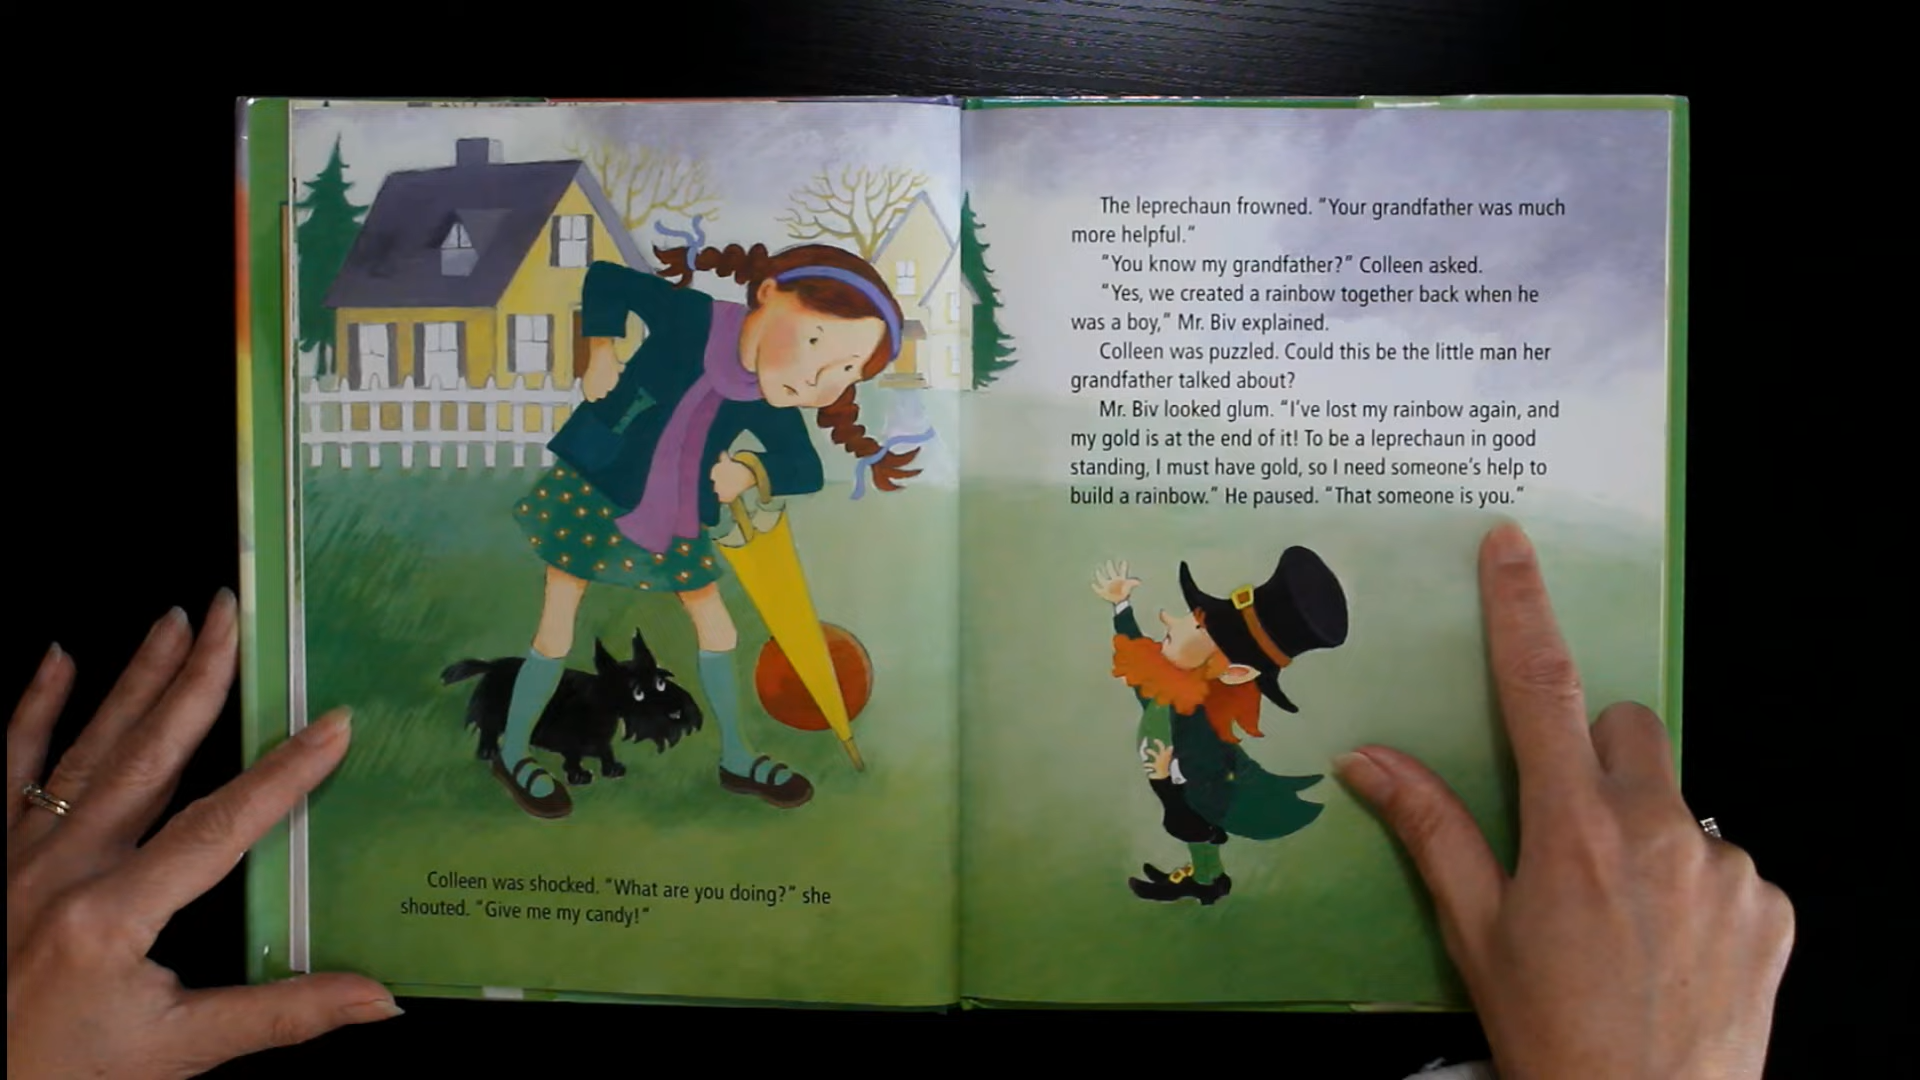 Colleen was shocked. “What are you doing?” she
shouted. “Give me my candy!”
The leprechaun frowned. “Your grandfather was much
more helpful.”
“You know my grandfather?” Colleen asked.
“Yes, we created a rainbow together back when he
was a boy,” Mr. Biv explained.
Colleen was puzzled. Could this be the little man her
grandfather talked about?
Mr. Biv looked glum. “I’ve lost my rainbow again, and
my gold is at the end of it! To be a leprechaun in good
standing, I must have gold, so I need someone’s help to
build a rainbow.” He paused. “That someone is you.”